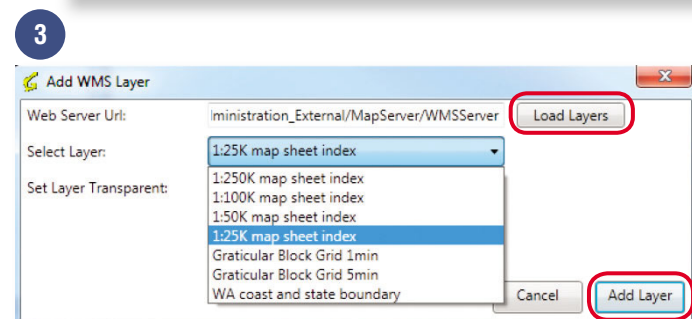 3
Add WMS Layer
x
Web Server Url: lministration_External/MapServer/WMSServer Load Layers
Select Layer: 1:25K map sheet index
Set Layer Transparent:
1:250K map sheet index
1:100K map sheet index
1:50K map sheet index
1:25K map sheet index
Graticular Block Grid 1min
Graticular Block Grid 5min
WA coast and state boundary
Cancel Add Layer